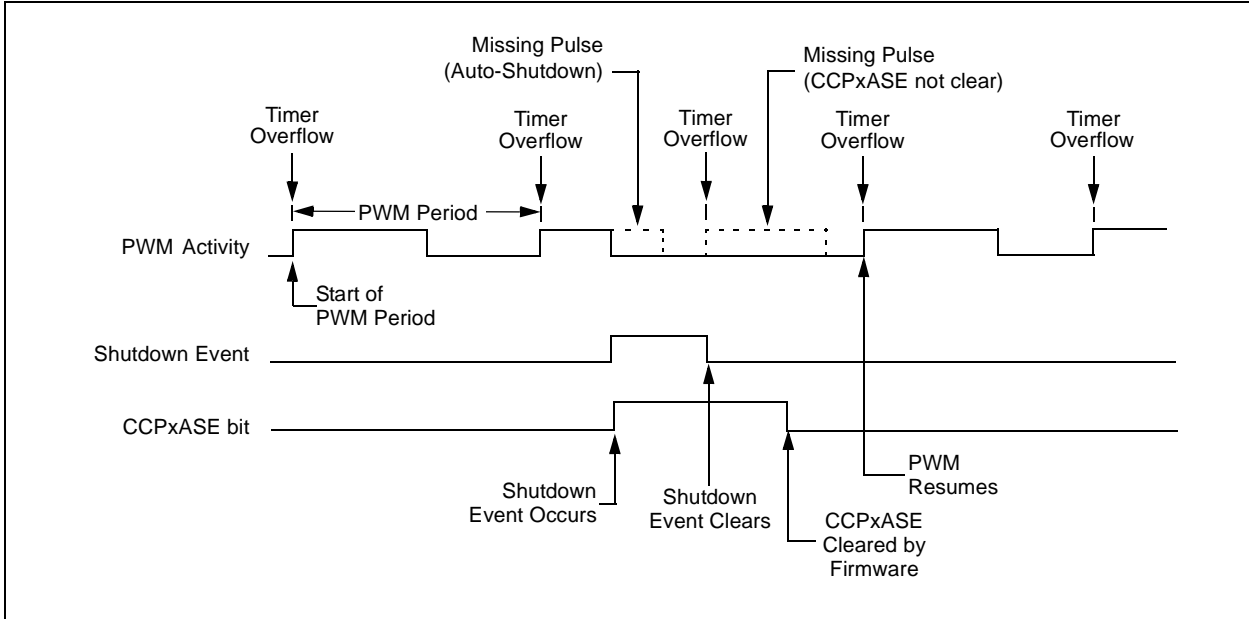 Missing Pulse
(Auto-Shutdown)
Missing Pulse
(CCPxASE not clear)
Timer
Overflow
Timer
Overflow
Timer
Overflow
Timer
Overflow
Timer
Overflow
PWM Period
PWM Activity
Start of
PWM Period
Shutdown Event
CCPxASE bit
Shutdown
Event Occurs
Shutdown
Event Clears
CCPxASE
Cleared by
Firmware
PWM
Resumes